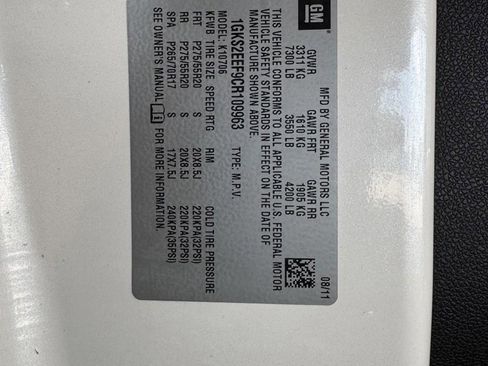 GM
MFD BY GENERAL MOTORS LLC
08/11
GVWR GAWR FRT GAWR RR
3311 KG 1610 KG 1905 KG
7300 LB 3550 LB 4200 LB
THIS VEHICLE CONFORMS TO ALL APPLICABLE U.S. FEDERAL MOTOR
VEHICLE SAFETY STANDARDS IN EFFECT ON THE DATE OF
MANUFACTURE SHOWN ABOVE.
1GKS2EEF9CR109963 TYPE: M.P.V.
K10706
KFWB TIRE SIZE SPEED RTG RIM COLD TIRE PRESSURE
FRT P275/55R20 S 20X8.5J 220KPA(32PSI)
RR P275/55R20 S 20X8.5J 220KPA(32PSI)
SPA P265/70R17 S 17X7.5J 240KPA(35PSI)
SEE OWNER'S MANUAL FOR MORE INFORMATION.